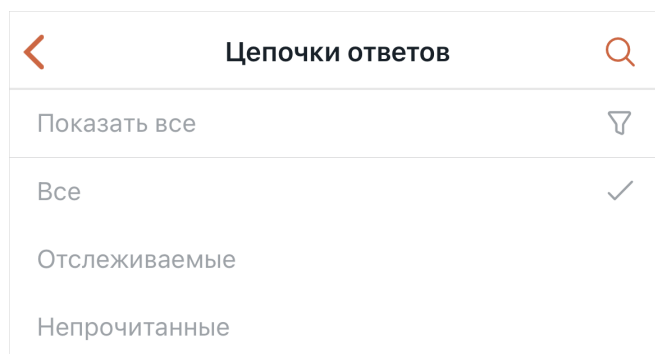 Цепочки ответов
Показать все
Все
Отслеживаемые
Непрочитанные